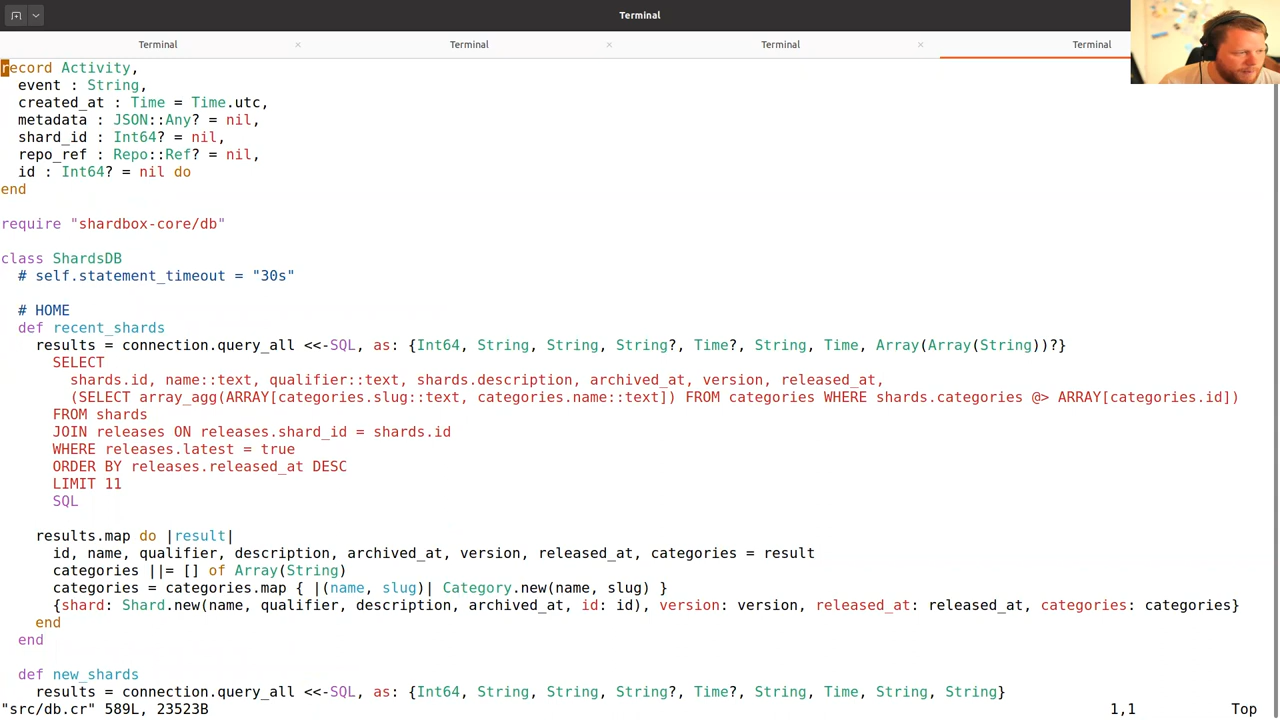 Terminal
Terminal × Terminal × Terminal × Terminal
record Activity,
  event : String,
  created_at : Time = Time.utc,
  metadata : JSON::Any? = nil,
  shard_id : Int64? = nil,
  repo_ref : Repo::Ref? = nil,
  id : Int64? = nil do
end
require "shardbox-core/db"
class ShardsDB
  # self.statement_timeout = "30s"
  # HOME
  def recent_shards
    results = connection.query_all <<-SQL, as: {Int64, String, String, String?, Time?, String, Time, Array(Array(String))?}
      SELECT
        shards.id, name::text, qualifier::text, shards.description, archived_at, version, released_at,
        (SELECT array_agg(ARRAY[categories.slug::text, categories.name::text]) FROM categories WHERE shards.categories @> ARRAY[categories.id])
      FROM shards
      JOIN releases ON releases.shard_id = shards.id
      WHERE releases.latest = true
      ORDER BY releases.released_at DESC
      LIMIT 11
      SQL
    results.map do |result|
      id, name, qualifier, description, archived_at, version, released_at, categories = result
      categories ||= [] of Array(String)
      categories = categories.map { |(name, slug)| Category.new(name, slug) }
      {shard: Shard.new(name, qualifier, description, archived_at, id: id), version: version, released_at: released_at, categories: categories}
    end
  end
  def new_shards
    results = connection.query_all <<-SQL, as: {Int64, String, String, String?, Time?, String, Time, String, String}
"src/db.cr" 589L, 23523B 1,1 Top